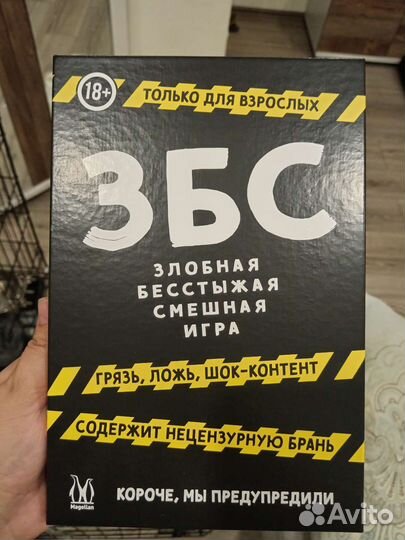 18+ ТОЛЬКО ДЛЯ ВЗРОСЛЫХ
ЗБС
ЗЛОБНАЯ
БЕССТЫЖАЯ
СМЕШНАЯ
ИГРА
ГРЯЗЬ, ЛОЖЬ, ШОК-КОНТЕНТ
СОДЕРЖИТ НЕЦЕНЗУРНУЮ БРАНЬ
Magellan
КОРОЧЕ, МЫ ПРЕДУПРЕДИЛИ
Avito